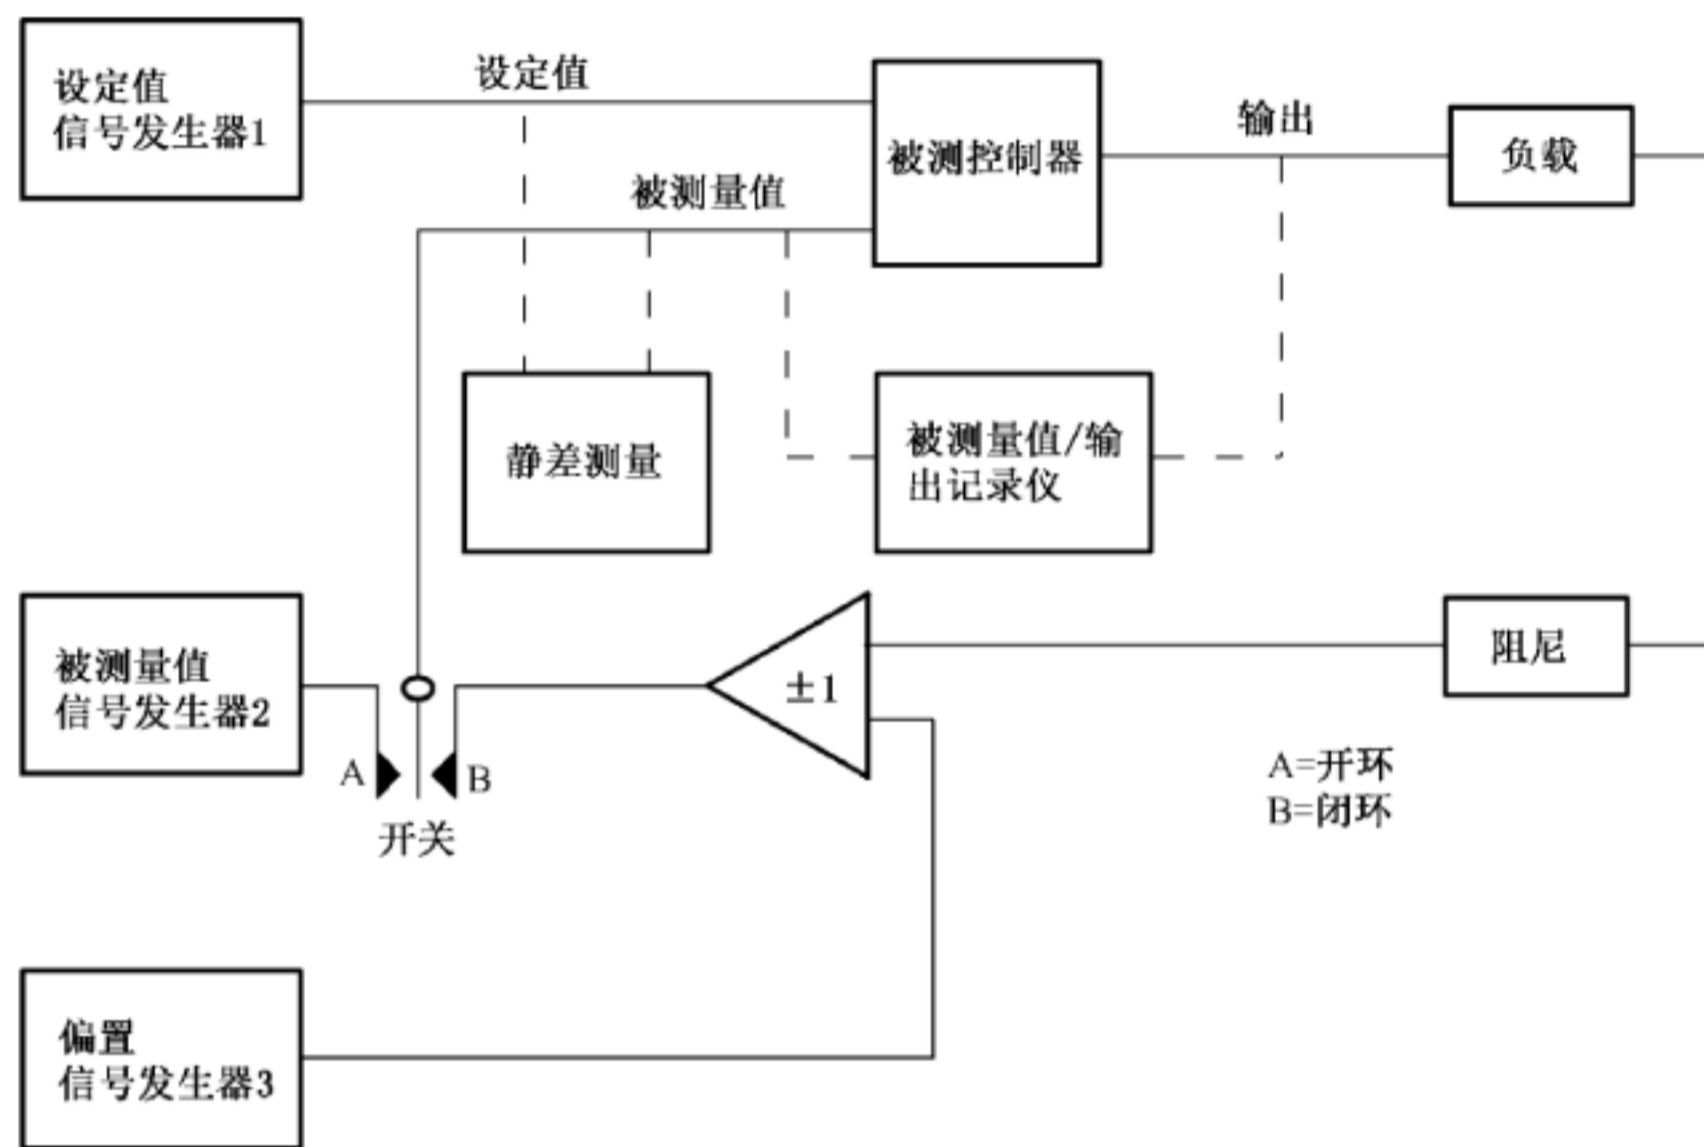 设定值
信号发生器1
设定值
被测量值
被测控制器
输出
负载
静差测量
被测量值/输
出记录仪
被测量值
信号发生器2
A
B
开关
±1
阻尼
A=开环
B=闭环
偏置
信号发生器3